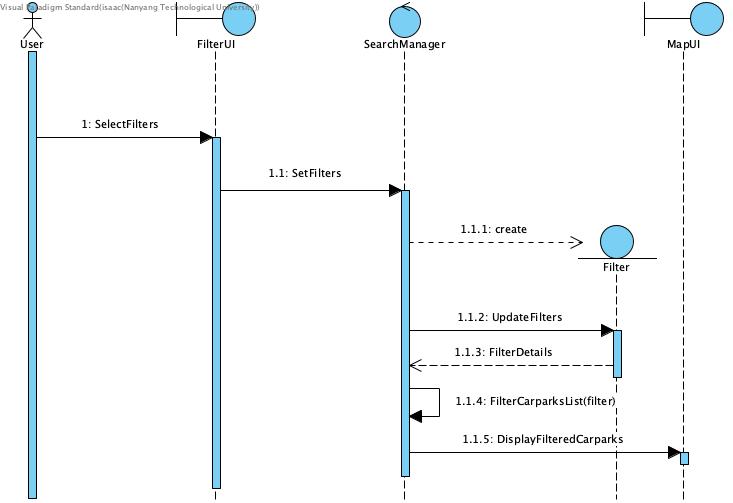 Visual Paradigm Standard(isaac(Nanyang Technological University))
User
FilterUI
SearchManager
MapUI
1: SelectFilters
1.1: SetFilters
1.1.1: create
Filter
1.1.2: UpdateFilters
1.1.3: FilterDetails
1.1.4: FilterCarparksList(filter)
1.1.5: DisplayFilteredCarparks